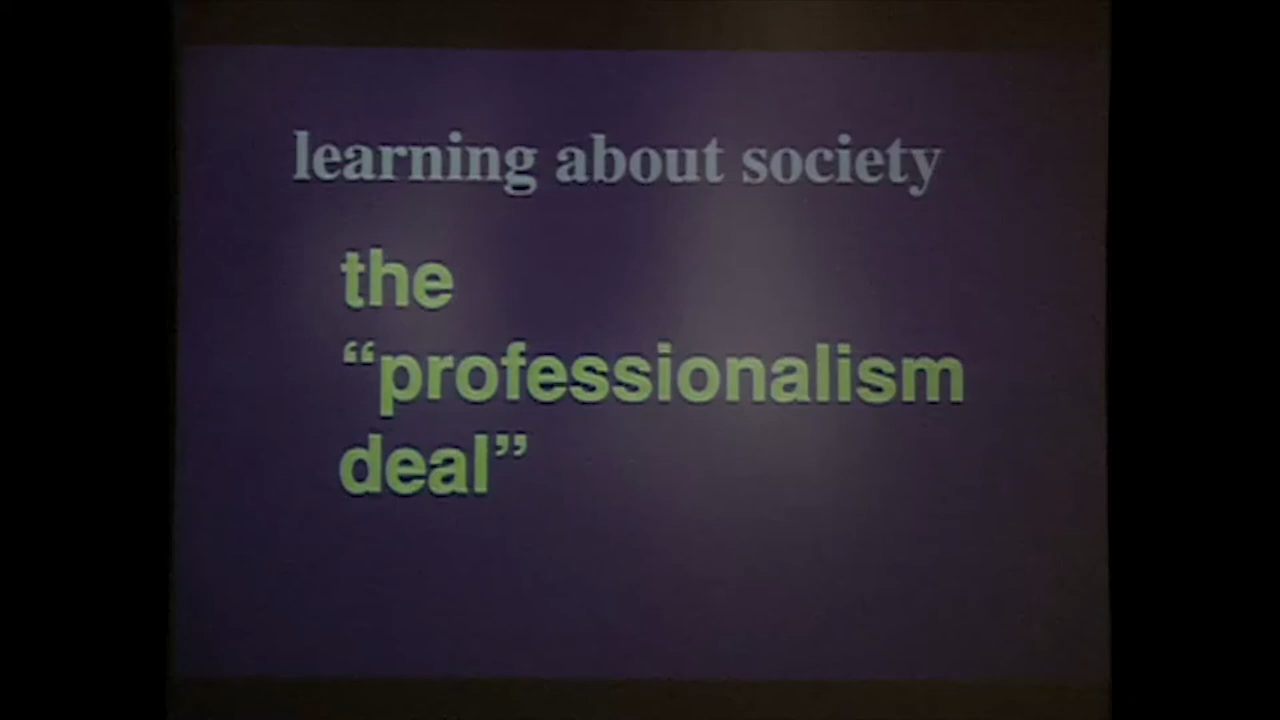 learning about society
the
“professionalism
deal”